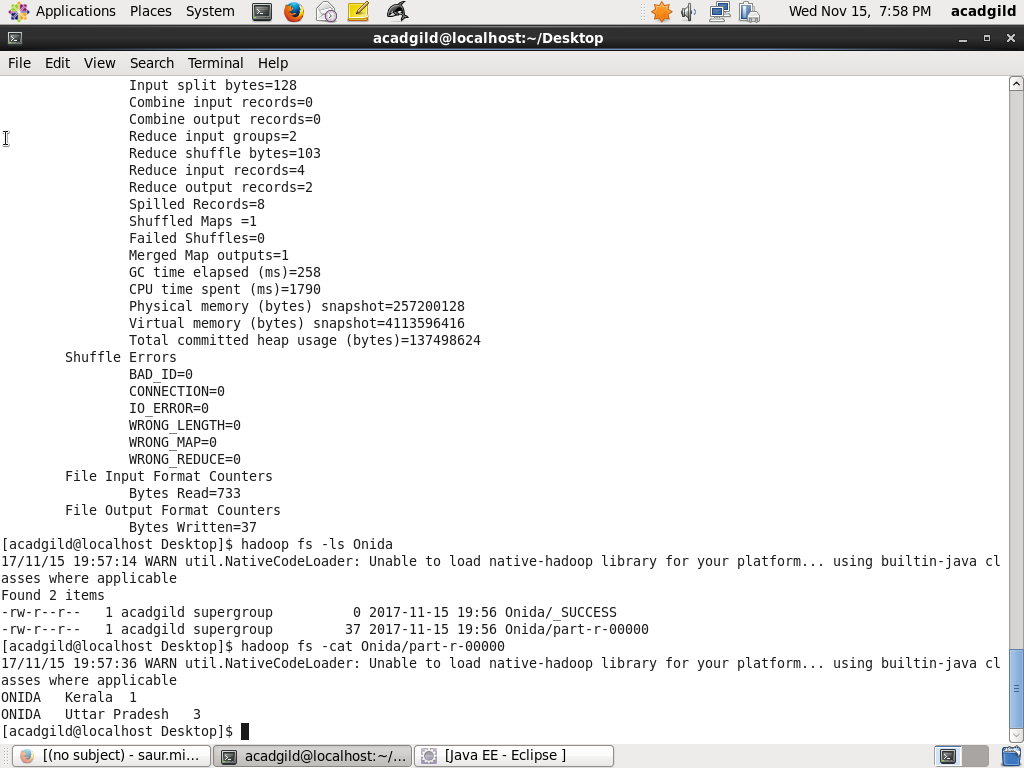 Applications Places System Wed Nov 15, 7:58 PM acadgild
acadgild@localhost:~/Desktop
File Edit View Search Terminal Help
Input split bytes=128
Combine input records=0
Combine output records=0
Reduce input groups=2
Reduce shuffle bytes=103
Reduce input records=4
Reduce output records=2
Spilled Records=8
Shuffled Maps =1
Failed Shuffles=0
Merged Map outputs=1
GC time elapsed (ms)=258
CPU time spent (ms)=1790
Physical memory (bytes) snapshot=257200128
Virtual memory (bytes) snapshot=4113596416
Total committed heap usage (bytes)=137498624
Shuffle Errors
BAD_ID=0
CONNECTION=0
IO_ERROR=0
WRONG_LENGTH=0
WRONG_MAP=0
WRONG_REDUCE=0
File Input Format Counters
Bytes Read=733
File Output Format Counters
Bytes Written=37
[acadgild@localhost Desktop]$ hadoop fs -ls Onida
17/11/15 19:57:14 WARN util.NativeCodeLoader: Unable to load native-hadoop library for your platform... using builtin-java cl
asses where applicable
Found 2 items
-rw-r--r--   1 acadgild supergroup          0 2017-11-15 19:56 Onida/_SUCCESS
-rw-r--r--   1 acadgild supergroup         37 2017-11-15 19:56 Onida/part-r-00000
[acadgild@localhost Desktop]$ hadoop fs -cat Onida/part-r-00000
17/11/15 19:57:36 WARN util.NativeCodeLoader: Unable to load native-hadoop library for your platform... using builtin-java cl
asses where applicable
ONIDA   Kerala  1
ONIDA   Uttar Pradesh   3
[acadgild@localhost Desktop]$
[(no subject) - saur.mi... acadgild@localhost:~/... [Java EE - Eclipse ]